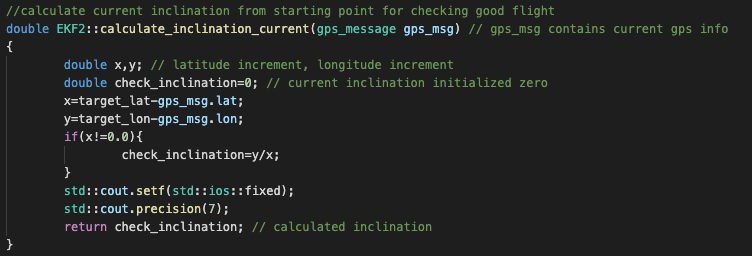 //calculate current inclination from starting point for checking good flight
double EKF2::calculate_inclination_current(gps_message gps_msg) // gps_msg contains current gps info
{
        double x,y; // latitude increment, longitude increment
        double check_inclination=0; // current inclination initialized zero
        x=target_lat-gps_msg.lat;
        y=target_lon-gps_msg.lon;
        if(x!=0.0){
                check_inclination=y/x;
        }
        std::cout.setf(std::ios::fixed);
        std::cout.precision(7);
        return check_inclination; // calculated inclination
}